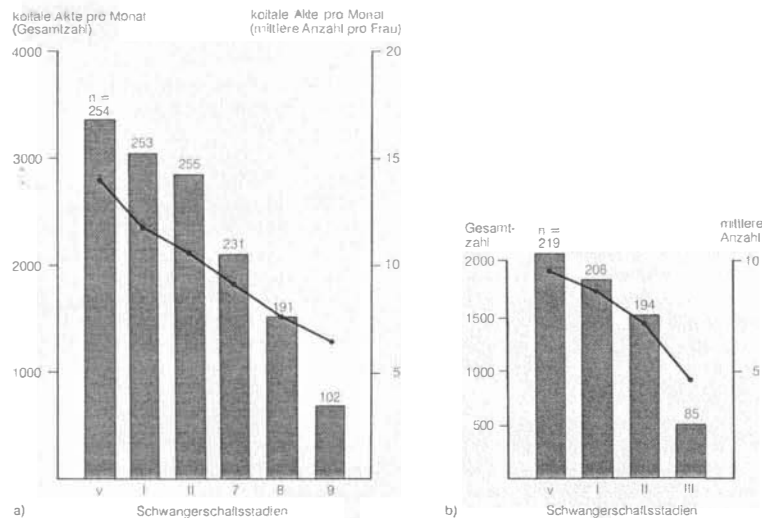 koitale Akte pro Monat
(Gesamtzahl)
koitale Akte pro Monat
(mittlere Anzahl pro Frau)
4000
3000
2000
1000
20
15
10
5
n =
254
253
255
231
191
102
v
I
II
7
8
9
a)
Schwangerschaftsstadien
Gesamt-
zahl
mittlere
Anzahl
2000
1500
1000
500
10
5
n =
219
208
194
85
v
I
II
III
b)
Schwangerschaftsstadien